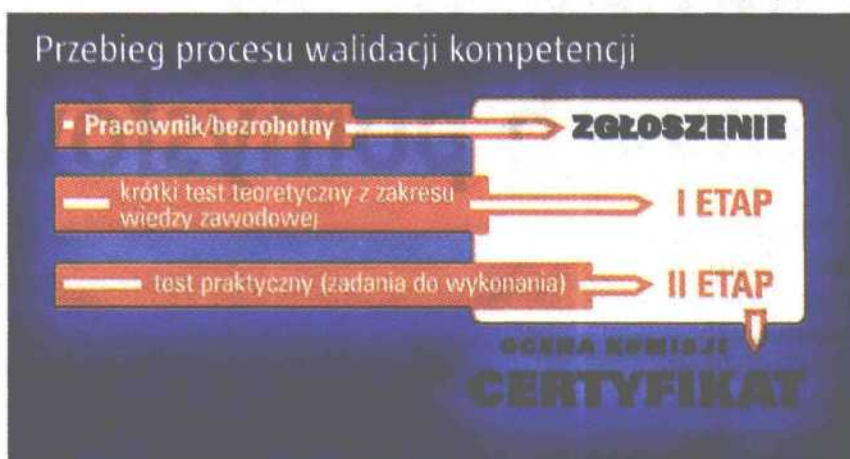 Przebieg procesu walidacji kompetencji
Pracownik/bezrobotny
ZGŁOSZENIE
krótki test teoretyczny z zakresu
wiedzy zawodowej
I ETAP
test praktyczny (zadania do wykonania)
II ETAP
OCENA KOMISJI
CERTYFIKAT